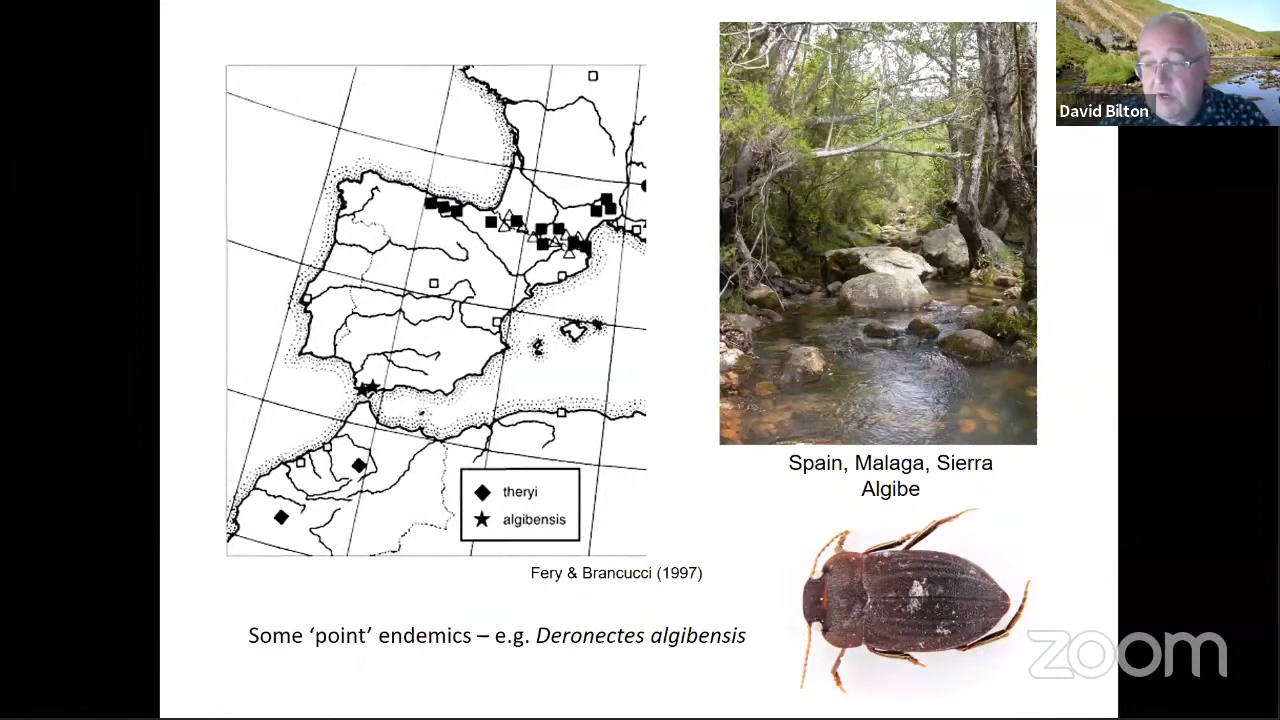 David Bilton
theryi
algibensis
Fery & Brancucci (1997)
Spain, Malaga, Sierra
Algibe
Some ‘point’ endemics – e.g. Deronectes algibensis
zoom